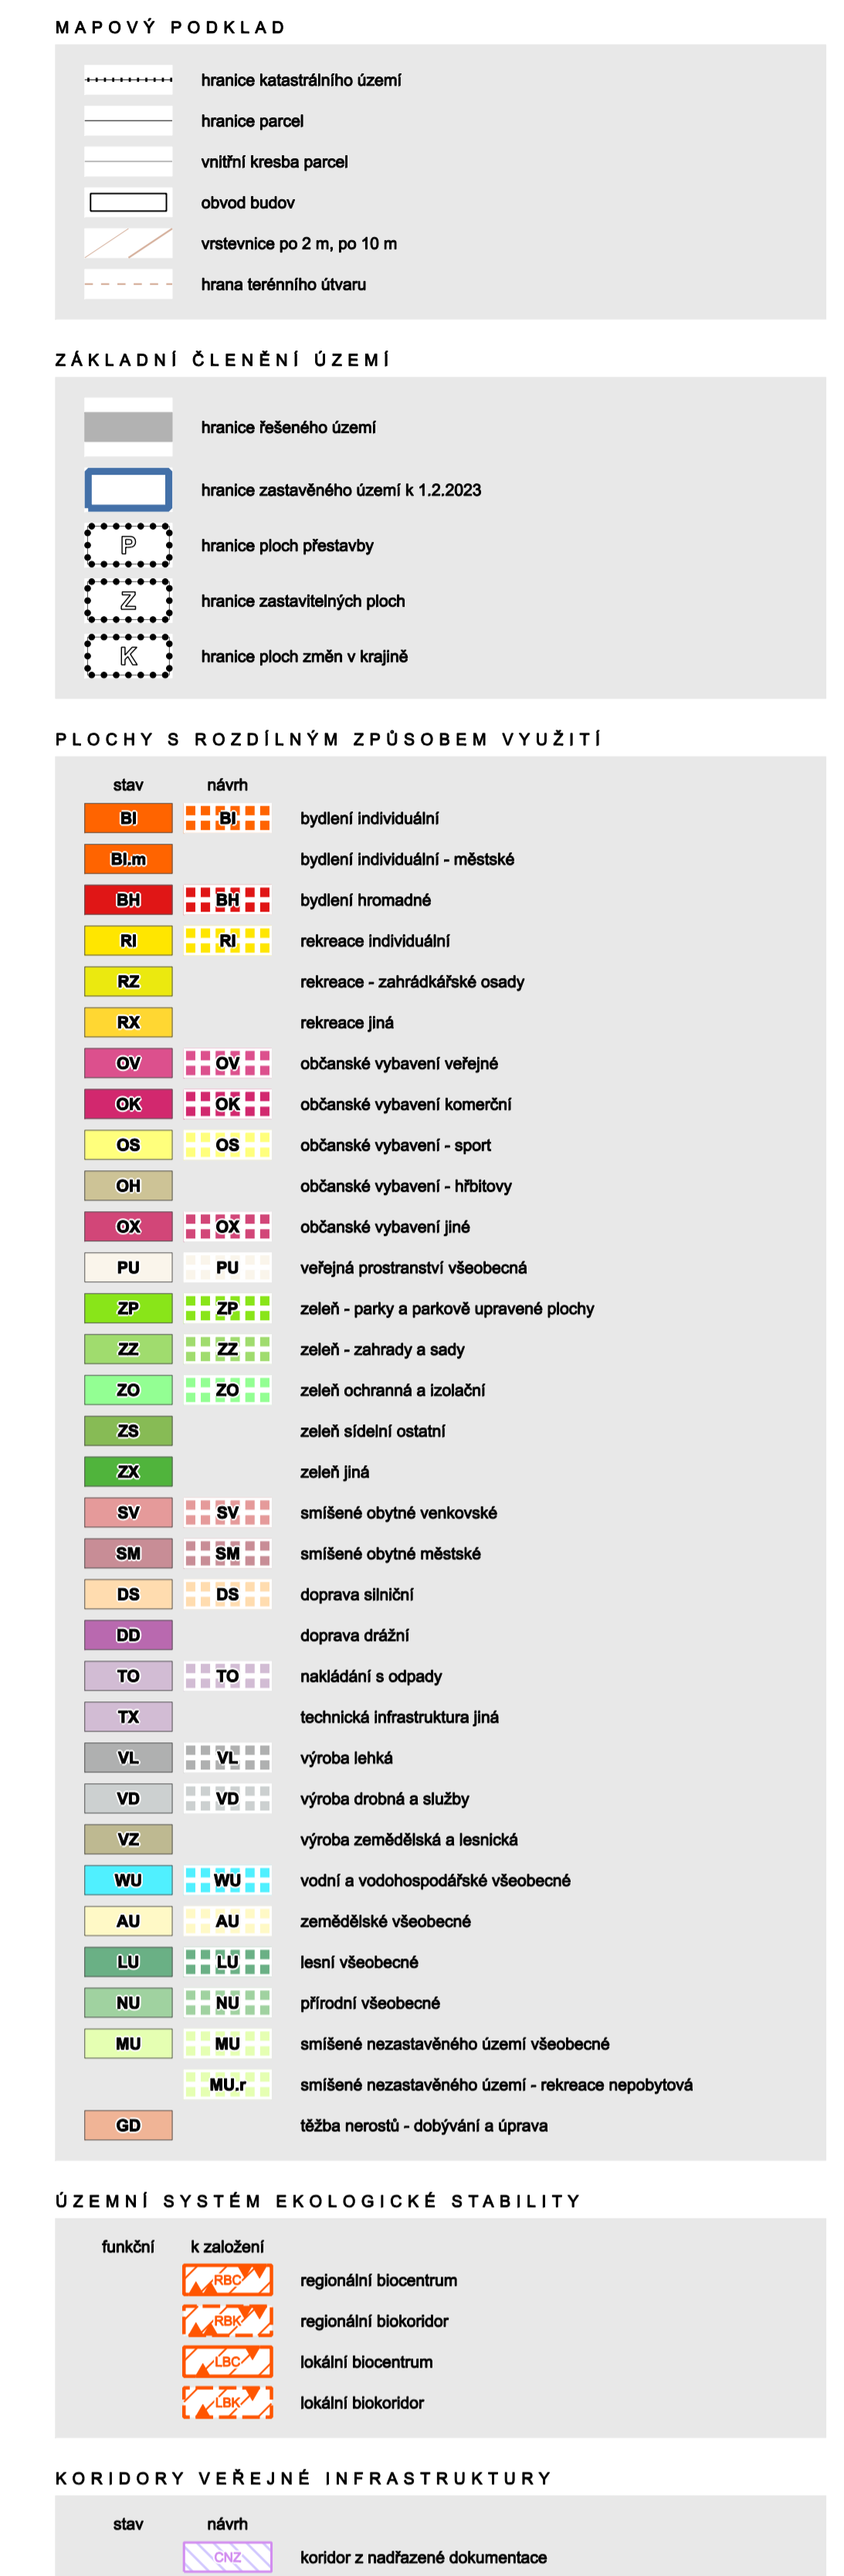 MAPOVÝ PODKLAD
hranice katastrálního území
hranice parcel
vnitřní kresba parcel
obvod budov
vrstevnice po 2 m, po 10 m
hrana terénního útvaru
ZÁKLADNÍ ČLENĚNÍ ÚZEMÍ
hranice řešeného území
hranice zastavěného území k 1.2.2023
P hranice ploch přestavby
Z hranice zastavitelných ploch
K hranice ploch změn v krajině
PLOCHY S ROZDÍLNÝM ZPŮSOBEM VYUŽITÍ
stav návrh
BI BI bydlení individuální
BI.m bydlení individuální - městské
BH BH bydlení hromadné
RI RI rekreace individuální
RZ rekreace - zahrádkářské osady
RX rekreace jiná
OV OV občanské vybavení veřejné
OK OK občanské vybavení komerční
OS OS občanské vybavení - sport
OH občanské vybavení - hřbitovy
OX OX občanské vybavení jiné
PU PU veřejná prostranství všeobecná
ZP ZP zeleň - parky a parkově upravené plochy
ZZ ZZ zeleň - zahrady a sady
ZO ZO zeleň ochranná a izolační
ZS zeleň sídelní ostatní
ZX zeleň jiná
SV SV smíšené obytné venkovské
SM SM smíšené obytné městské
DS DS doprava silniční
DD doprava drážní
TO TO nakládání s odpady
TX technická infrastruktura jiná
VL VL výroba lehká
VD VD výroba drobná a služby
VZ výroba zemědělská a lesnická
WU WU vodní a vodohospodářské všeobecné
AU AU zemědělské všeobecné
LU LU lesní všeobecné
NU NU přírodní všeobecné
MU MU smíšené nezastavěného území všeobecné
MU.r smíšené nezastavěného území - rekreace nepobytová
GD těžba nerostů - dobývání a úprava
ÚZEMNÍ SYSTÉM EKOLOGICKÉ STABILITY
funkční k založení
RBC regionální biocentrum
RBK regionální biokoridor
LBC lokální biocentrum
LBK lokální biokoridor
KORIDORY VEŘEJNÉ INFRASTRUKTURY
stav návrh
CNZ koridor z nadřazené dokumentace